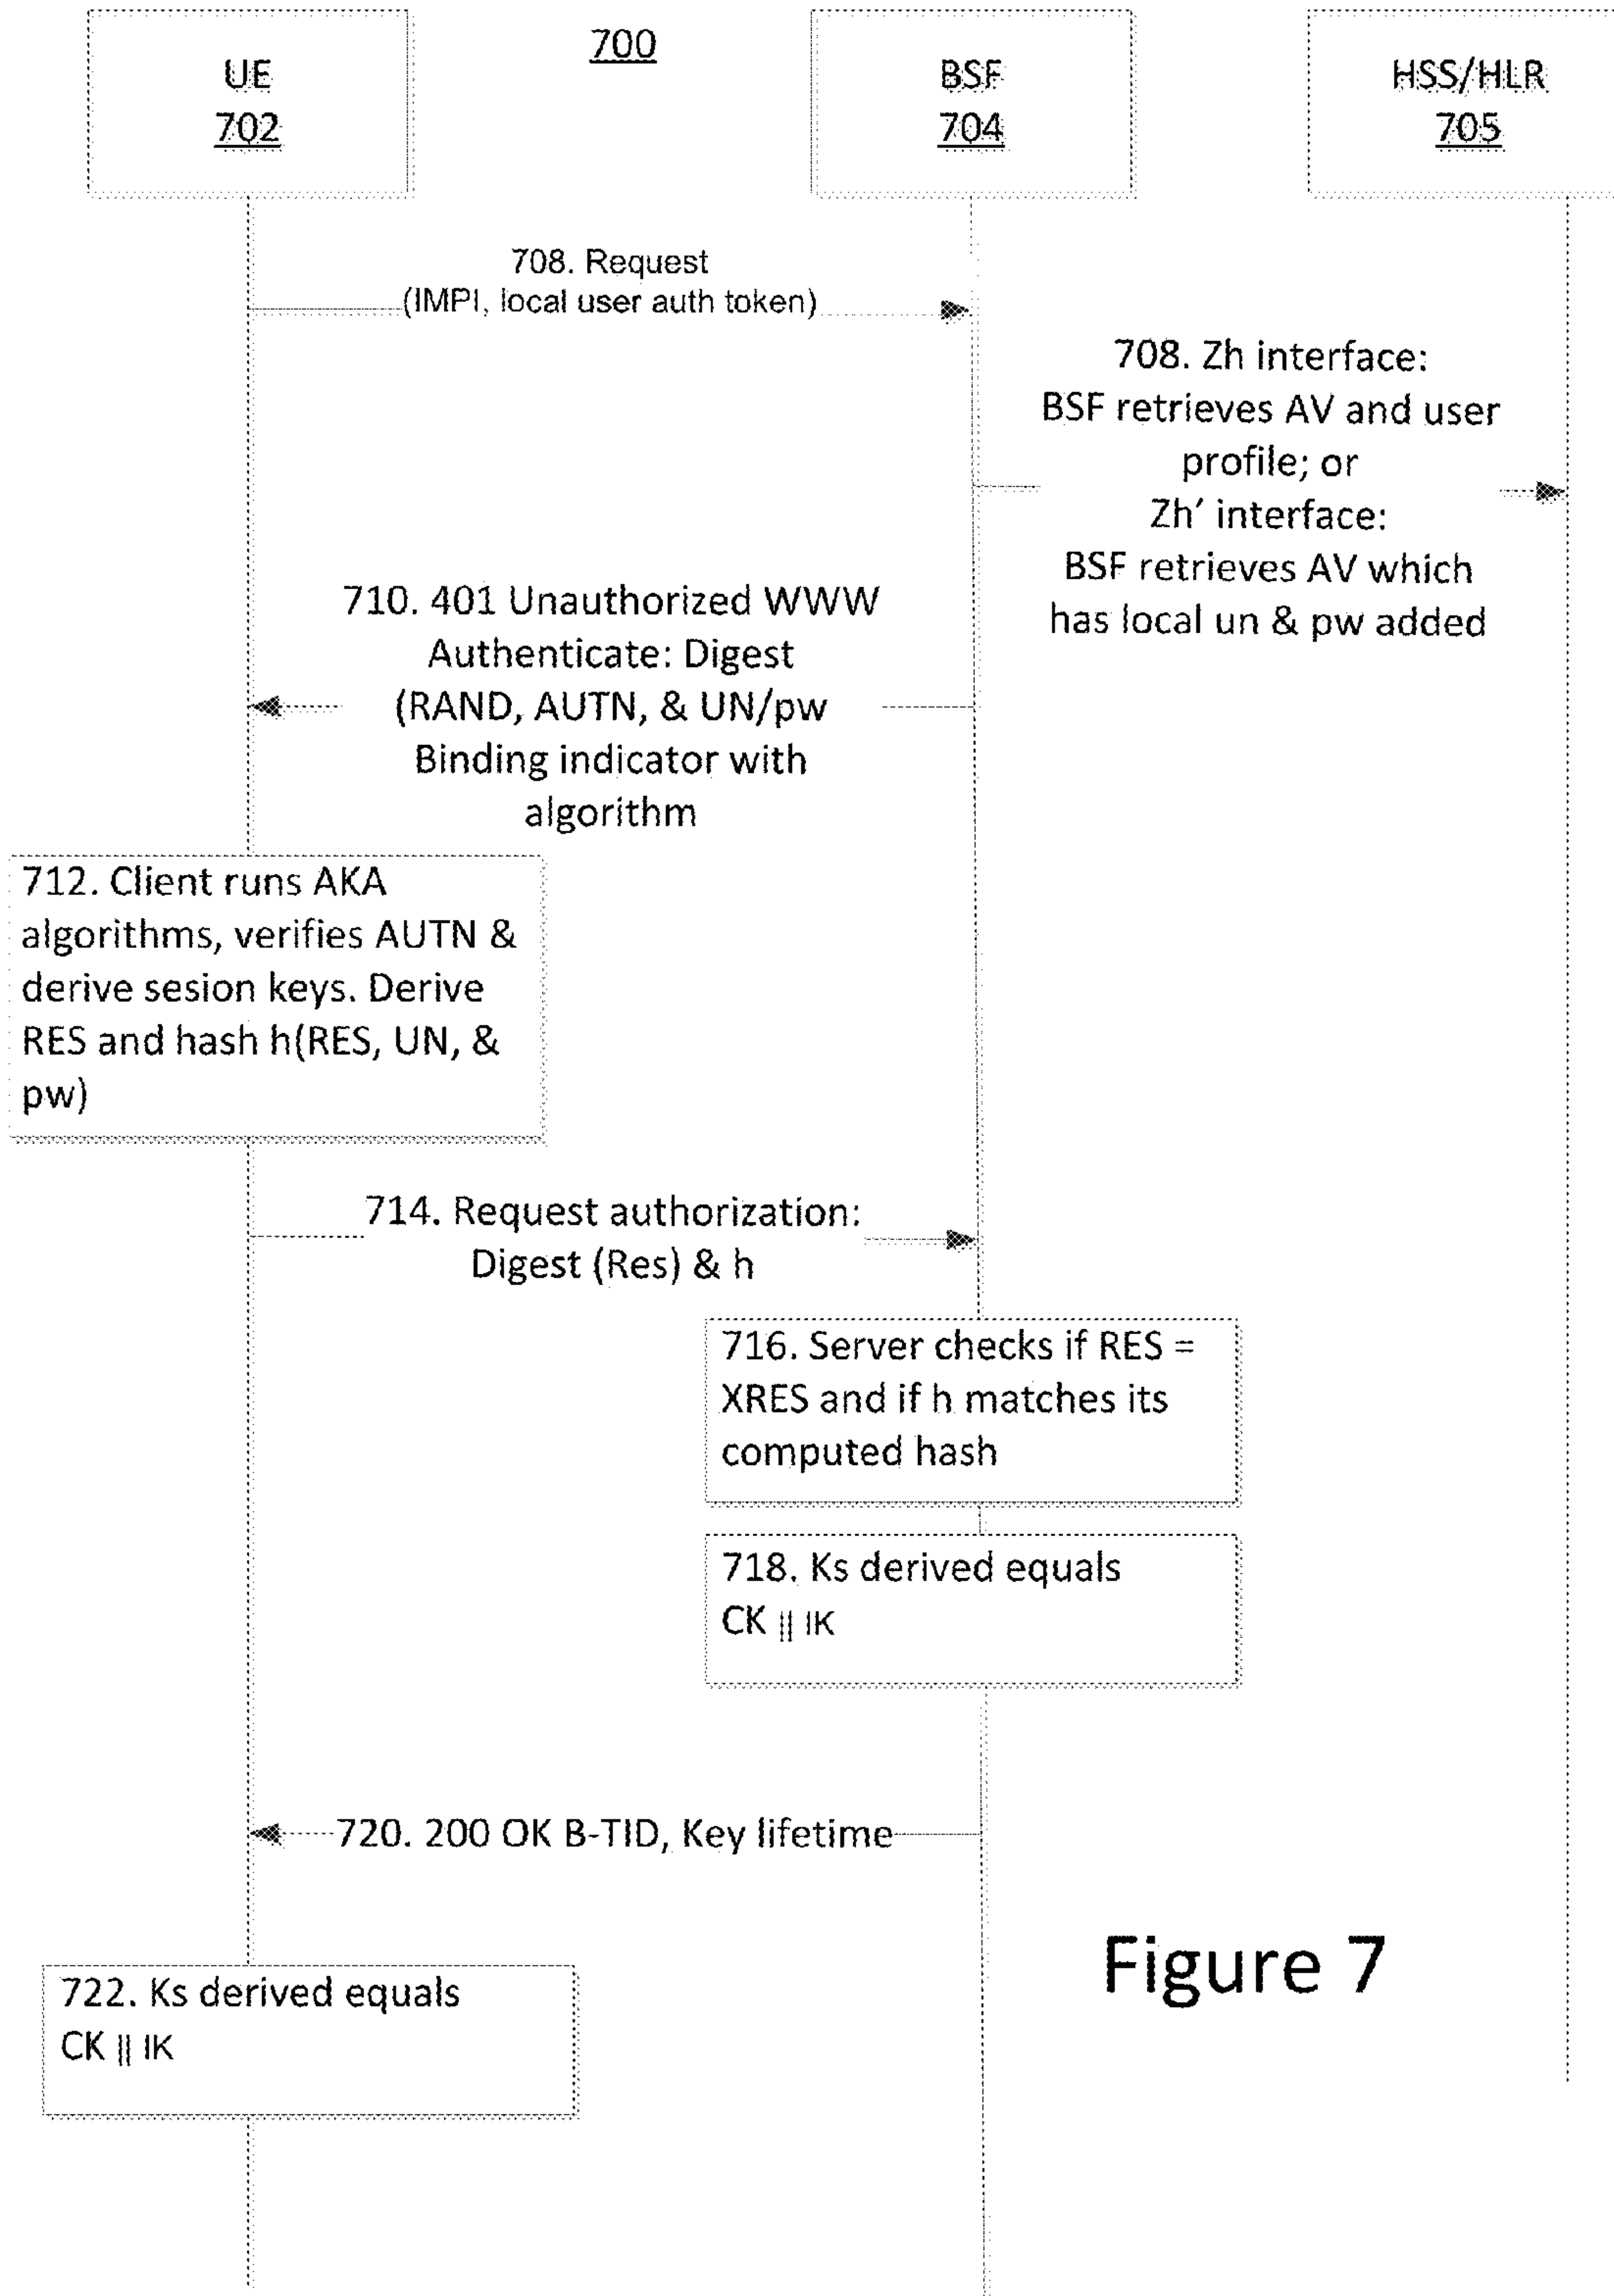 700
UE
702
BSF
704
HSS/HLR
705
708. Request
(IMPI, local user auth token)
708. Zh interface:
BSF retrieves AV and user
profile; or
Zh′ interface:
BSF retrieves AV which
has local un & pw added
710. 401 Unauthorized WWW
Authenticate: Digest
(RAND, AUTN, & UN/pw
Binding indicator with
algorithm
712. Client runs AKA
algorithms, verifies AUTN &
derive sesion keys. Derive
RES and hash h(RES, UN, &
pw)
714. Request authorization:
Digest (Res) & h
716. Server checks if RES =
XRES and if h matches its
computed hash
718. Ks derived equals
CK || IK
720. 200 OK B-TID, Key lifetime
722. Ks derived equals
CK || IK
Figure 7